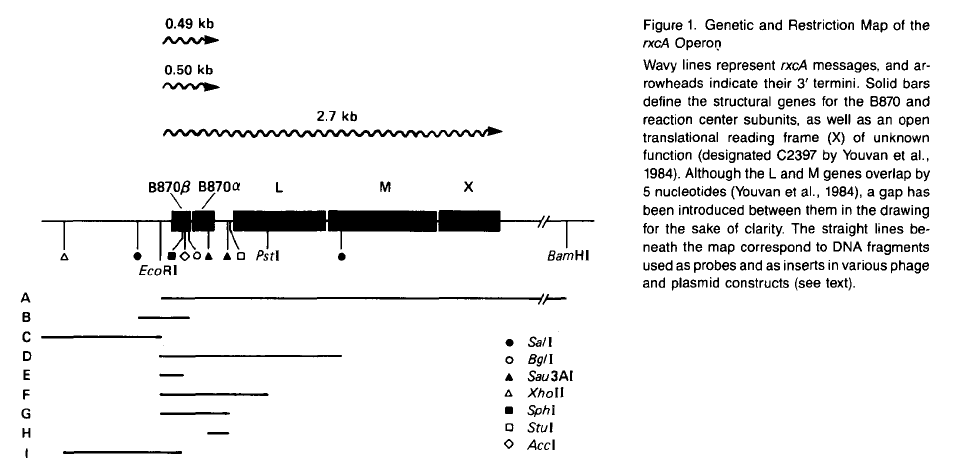 0.49 kb
0.50 kb
2.7 kb
B870β B870α L M X
EcoRI PstI BamHI
A
B
C
D
E
F
G
H
I
SalI
BglI
Sau3AI
XhoII
SphI
StuI
AccI
Figure 1. Genetic and Restriction Map of the
rxcA Operon
Wavy lines represent rxcA messages, and ar-
rowheads indicate their 3′ termini. Solid bars
define the structural genes for the B870 and
reaction center subunits, as well as an open
translational reading frame (X) of unknown
function (designated C2397 by Youvan et al.,
1984). Although the L and M genes overlap by
5 nucleotides (Youvan et al., 1984), a gap has
been introduced between them in the drawing
for the sake of clarity. The straight lines be-
neath the map correspond to DNA fragments
used as probes and as inserts in various phage
and plasmid constructs (see text).